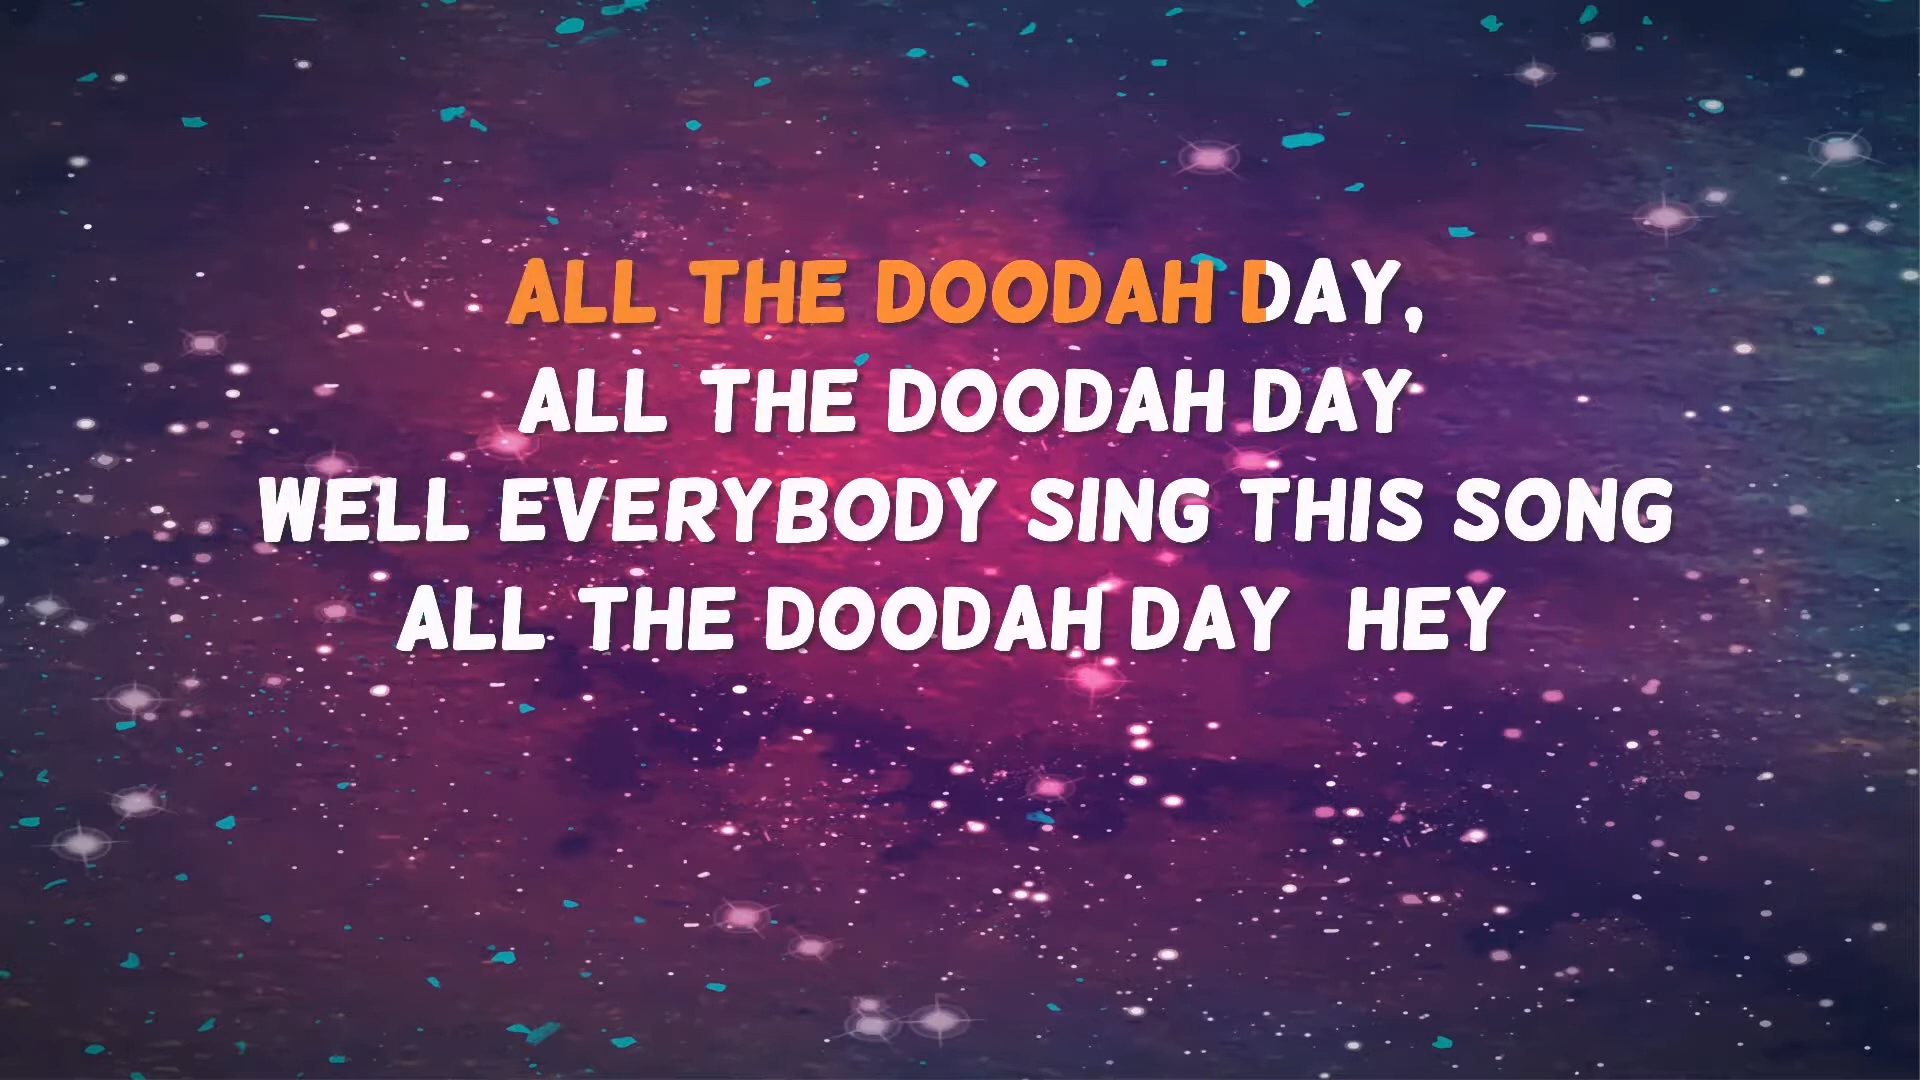 ALL THE DOODAH DAY,
ALL THE DOODAH DAY
WELL EVERYBODY SING THIS SONG
ALL THE DOODAH DAY  HEY